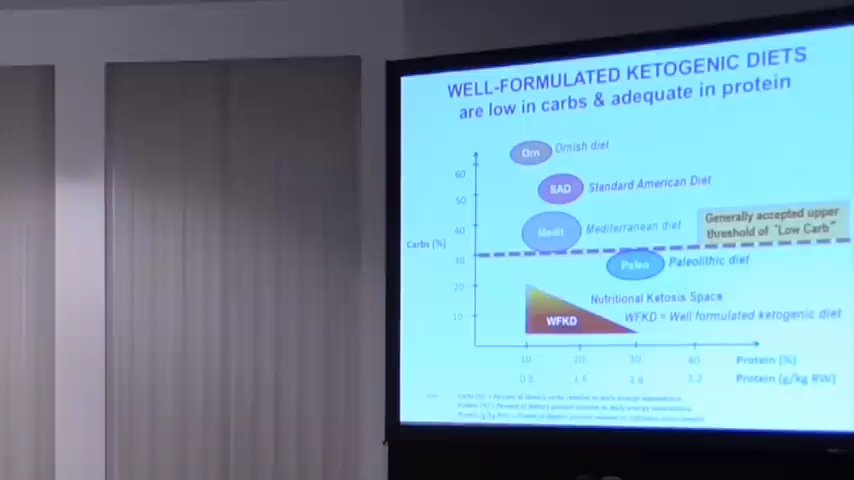 WELL-FORMULATED KETOGENIC DIETS
are low in carbs & adequate in protein
Orn Ornish diet
60
SAD Standard American Diet
50
Generally accepted upper
threshold of "Low Carb"
40
Medit Mediterranean diet
Carbs (%)
30
Paleo Paleolithic diet
20
Nutritional Ketosis Space
WFKD = Well formulated ketogenic diet
10
WFKD
10 20 30 40 Protein (%)
Protein (g/kg RW)